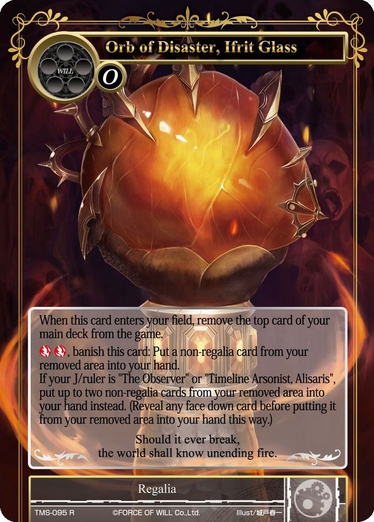 Orb of Disaster, Ifrit Glass
WILL
0
When this card enters your field, remove the top card of your
main deck from the game.
, banish this card: Put a non-regalia card from your
removed area into your hand.
If your J/ruler is "The Observer" or "Timeline Arsonist, Alisaris",
put up to two non-regalia cards from your removed area into
your hand instead. (Reveal any face down card before putting it
from your removed area into your hand this way.)
Should it ever break,
the world shall know unending fire.
Regalia
TMS-095 R ©FORCE OF WILL Co.,Ltd. Illust/城戸春一